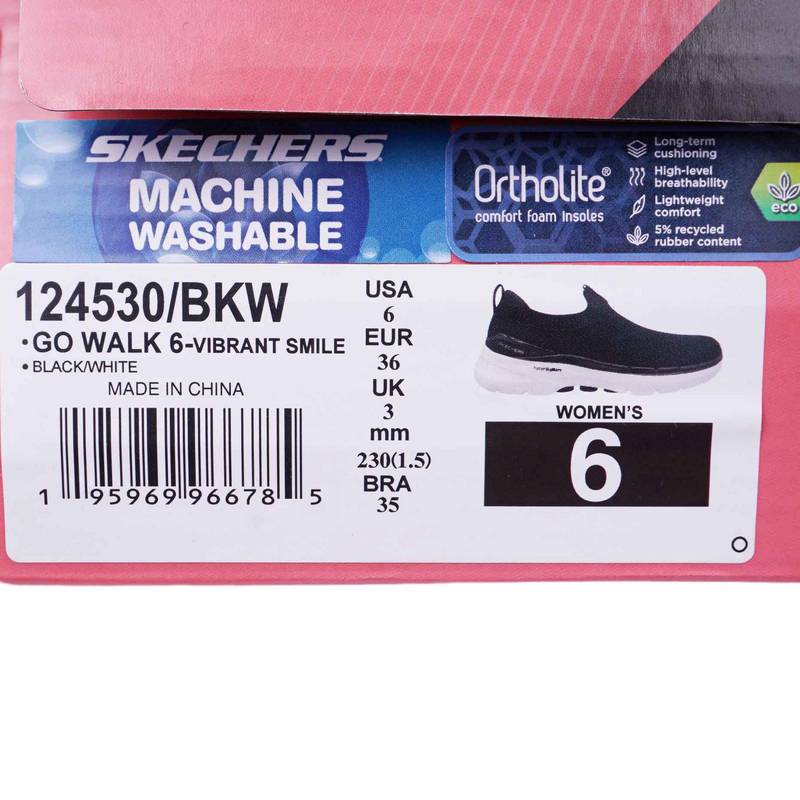 SKECHERS
MACHINE
WASHABLE
Ortholite®
comfort foam insoles
Long-term
cushioning
High-level
breathability
Lightweight
comfort
5% recycled
rubber content
eco
124530/BKW
•GO WALK 6-VIBRANT SMILE
•BLACK/WHITE
MADE IN CHINA
1 95969 96678 5
USA
6
EUR
36
UK
3
mm
230(1.5)
BRA
35
SKECHERS
WOMEN'S
6